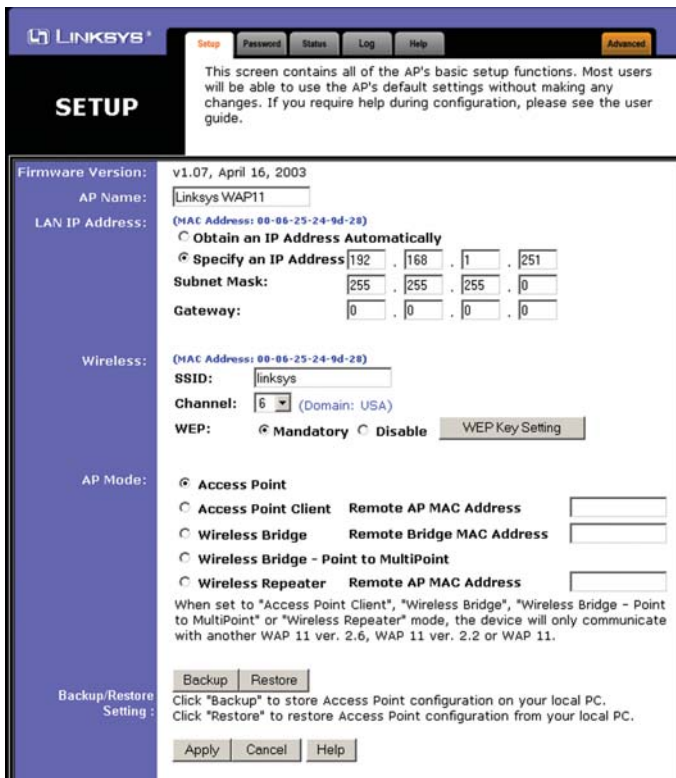 LINKSYS®
Setup Password Status Log Help Advanced
SETUP
This screen contains all of the AP's basic setup functions. Most users
will be able to use the AP's default settings without making any
changes. If you require help during configuration, please see the user
guide.
Firmware Version: v1.07, April 16, 2003
AP Name: Linksys WAP11
LAN IP Address: (MAC Address: 00-06-25-24-9d-28)
Obtain an IP Address Automatically
Specify an IP Address 192 . 168 . 1 . 251
Subnet Mask: 255 . 255 . 255 . 0
Gateway: 0 . 0 . 0 . 0
Wireless: (MAC Address: 00-06-25-24-9d-28)
SSID: linksys
Channel: 6 (Domain: USA)
WEP: Mandatory Disable WEP Key Setting
AP Mode: Access Point
Access Point Client Remote AP MAC Address
Wireless Bridge Remote Bridge MAC Address
Wireless Bridge - Point to MultiPoint
Wireless Repeater Remote AP MAC Address
When set to "Access Point Client", "Wireless Bridge", "Wireless Bridge - Point
to MultiPoint" or "Wireless Repeater" mode, the device will only communicate
with another WAP 11 ver. 2.6, WAP 11 ver. 2.2 or WAP 11.
Backup Restore
Backup/Restore Setting :
Click "Backup" to store Access Point configuration on your local PC.
Click "Restore" to restore Access Point configuration from your local PC.
Apply Cancel Help